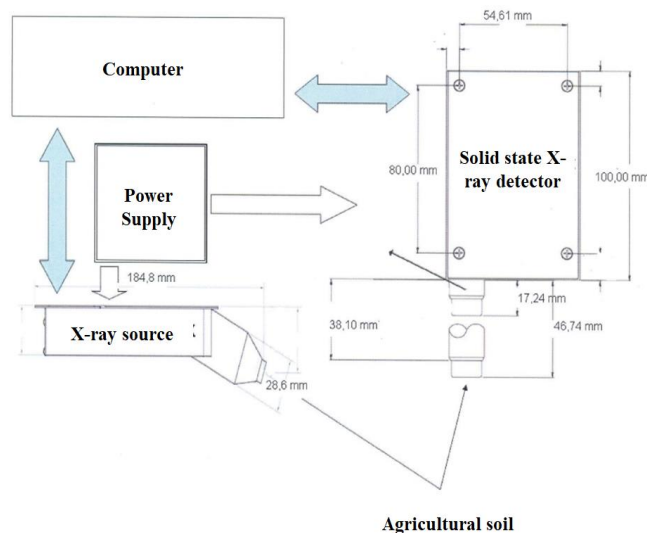 54,61 mm
Computer
Solid state X-
ray detector
80,00 mm
100,00 mm
Power
Supply
184,8 mm
17,24 mm
X-ray source
38,10 mm
46,74 mm
28,6 mm
Agricultural soil